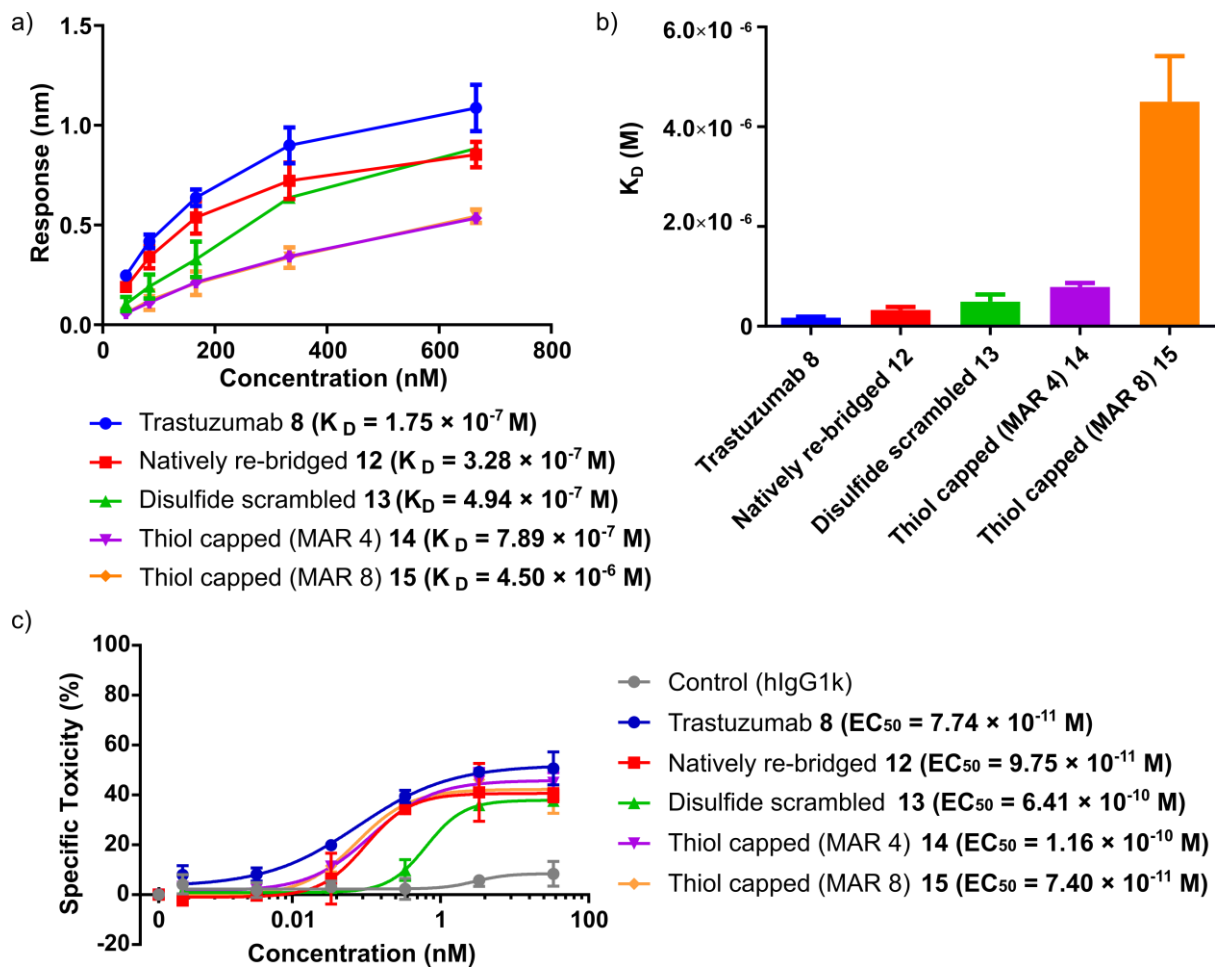 a)
Response (nm)
1.5
1.0
0.5
0.0
0 200 400 600 800
Concentration (nM)
Trastuzumab 8 (K D = 1.75 × 10-7 M)
Natively re-bridged 12 (K D = 3.28 × 10-7 M)
Disulfide scrambled 13 (KD = 4.94 × 10-7 M)
Thiol capped (MAR 4) 14 (K D = 7.89 × 10-7 M)
Thiol capped (MAR 8) 15 (K D = 4.50 × 10-6 M)
b)
KD (M)
6.0× 10 -6
4.0× 10 -6
2.0× 10 -6
0
Trastuzumab 8
Natively re-bridged 12
Disulfide scrambled 13
Thiol capped (MAR 4) 14
Thiol capped (MAR 8) 15
c)
Specific Toxicity (%)
100
80
60
40
20
0
-20
0 0.01 1 100
Concentration (nM)
Control (hIgG1k)
Trastuzumab 8 (EC50 = 7.74 × 10-11 M)
Natively re-bridged 12 (EC50 = 9.75 × 10-11 M)
Disulfide scrambled 13 (EC50 = 6.41 × 10-10 M)
Thiol capped (MAR 4) 14 (EC50 = 1.16 × 10-10 M)
Thiol capped (MAR 8) 15 (EC50 = 7.40 × 10-11 M)